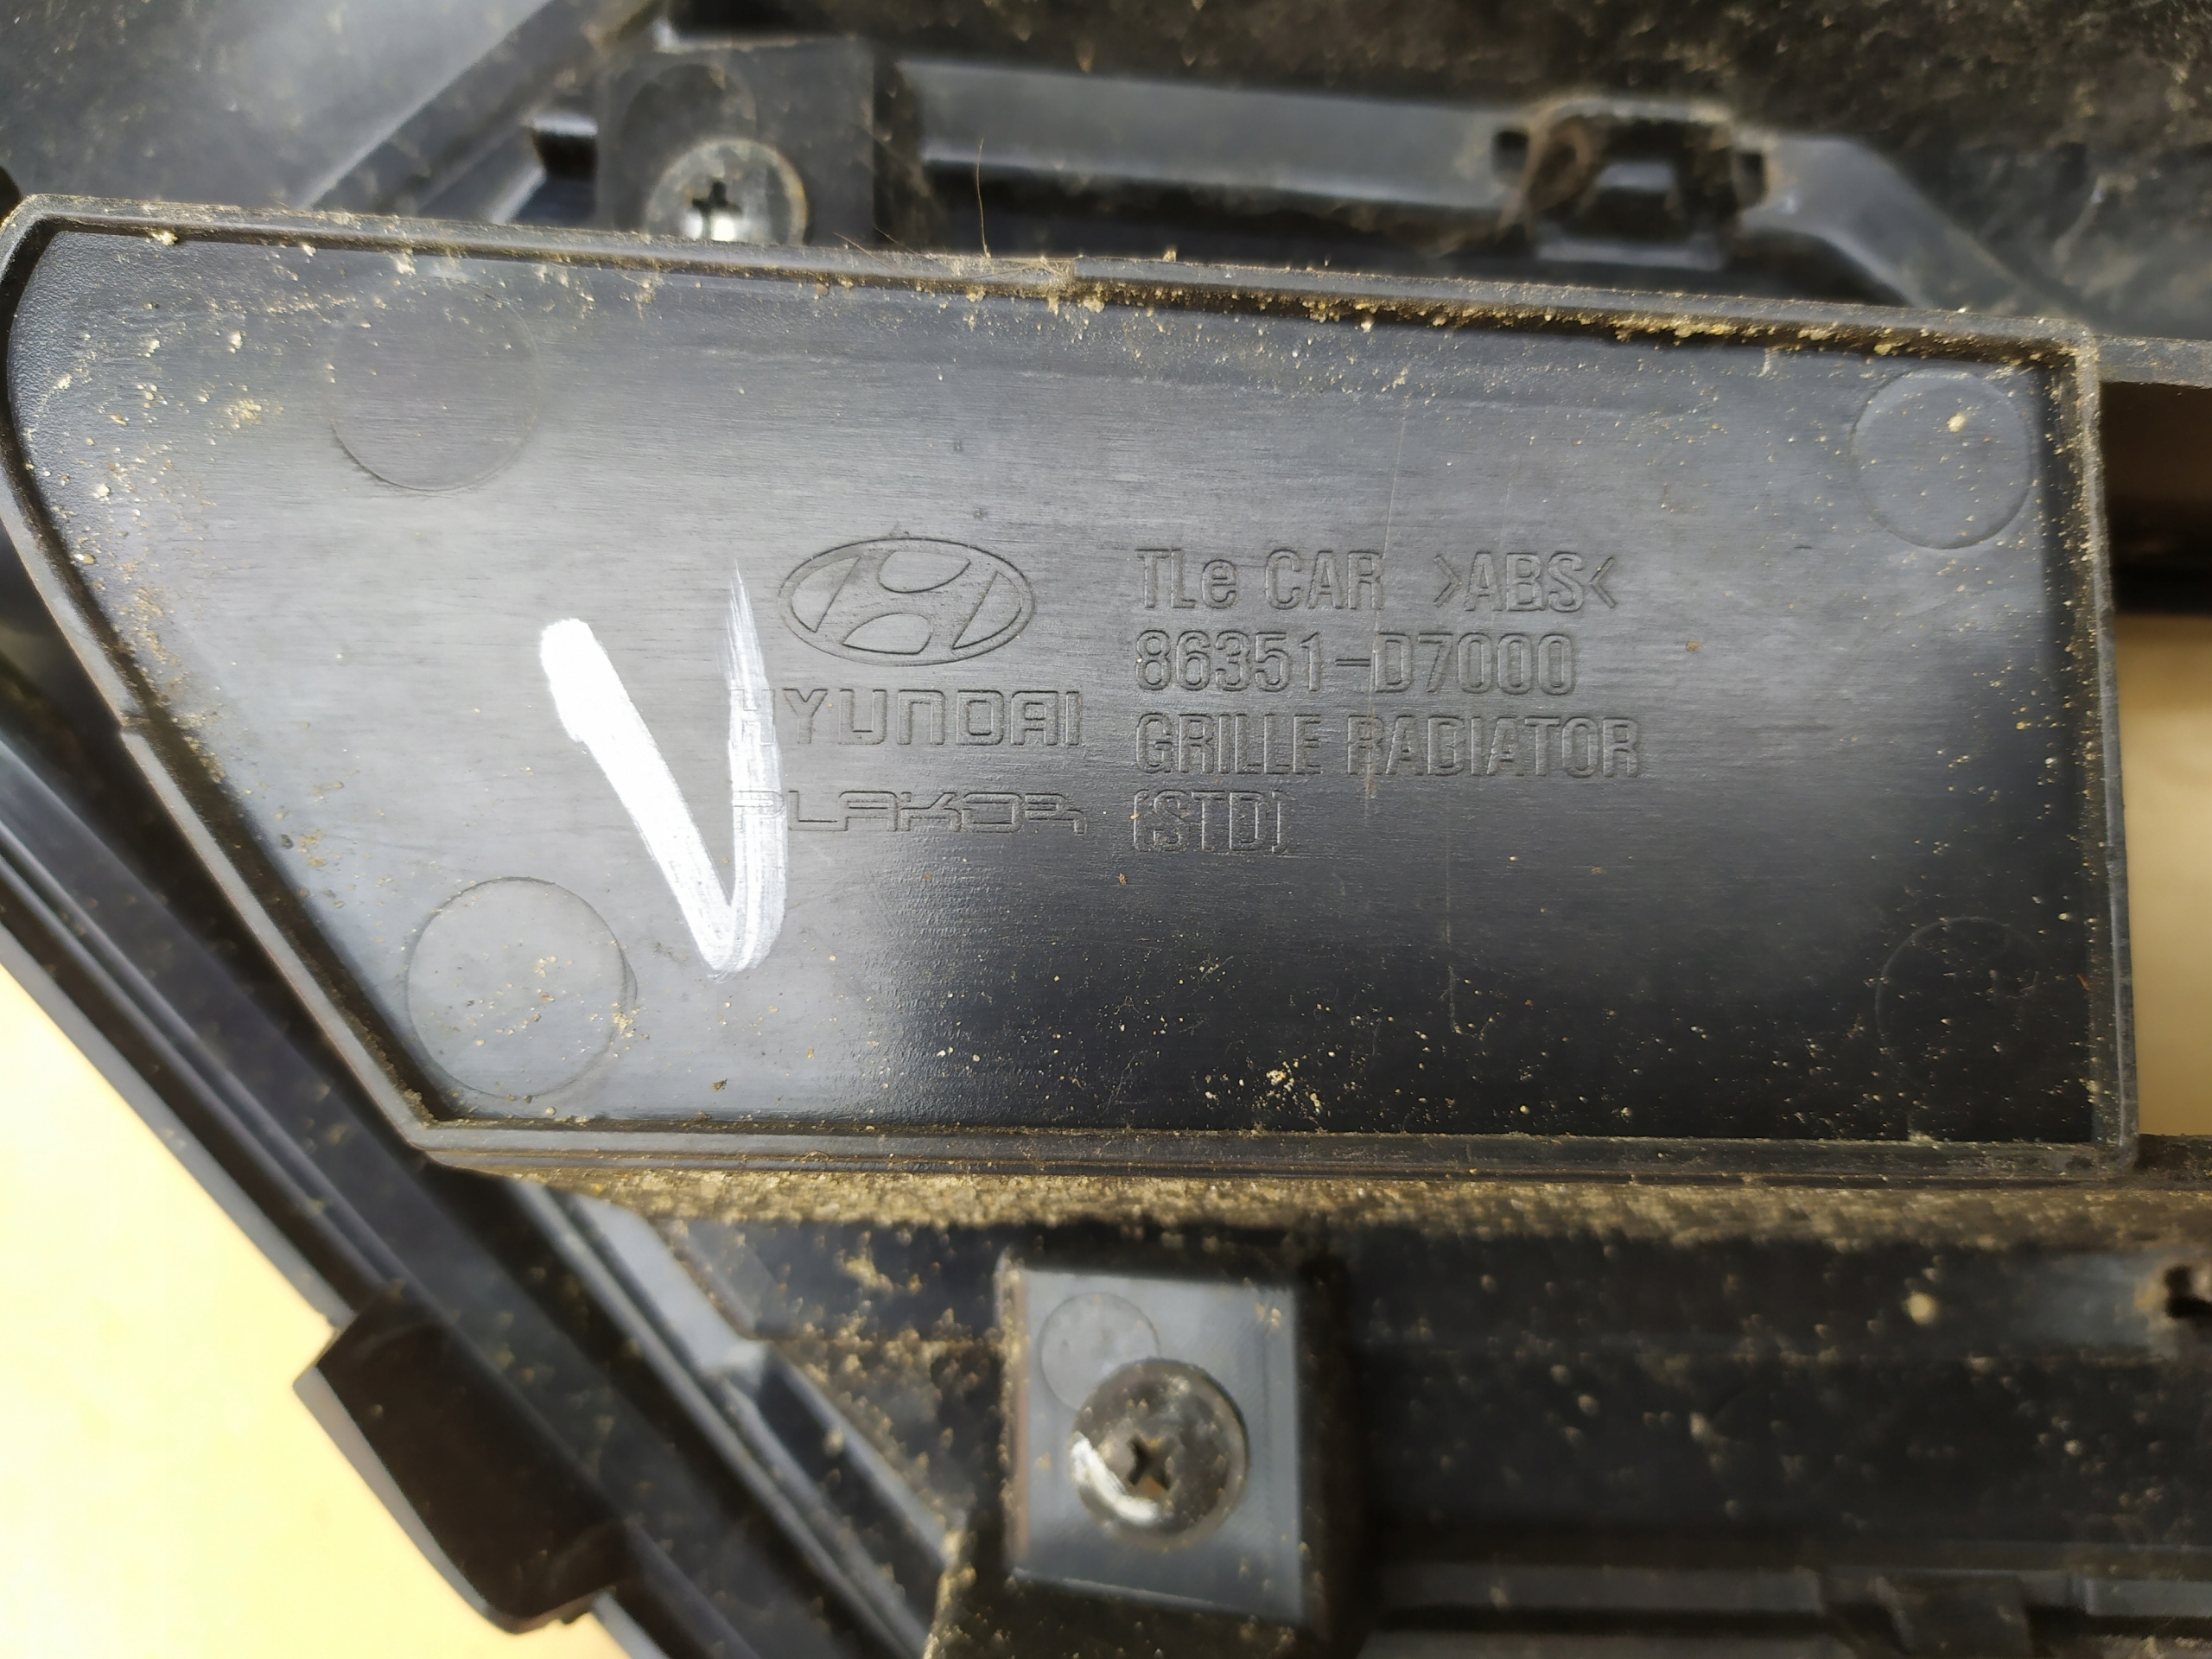 TLe CAR >ABS<
86351-D7000
HYUNDAI GRILLE RADIATOR
PLAKOR (STD)
V